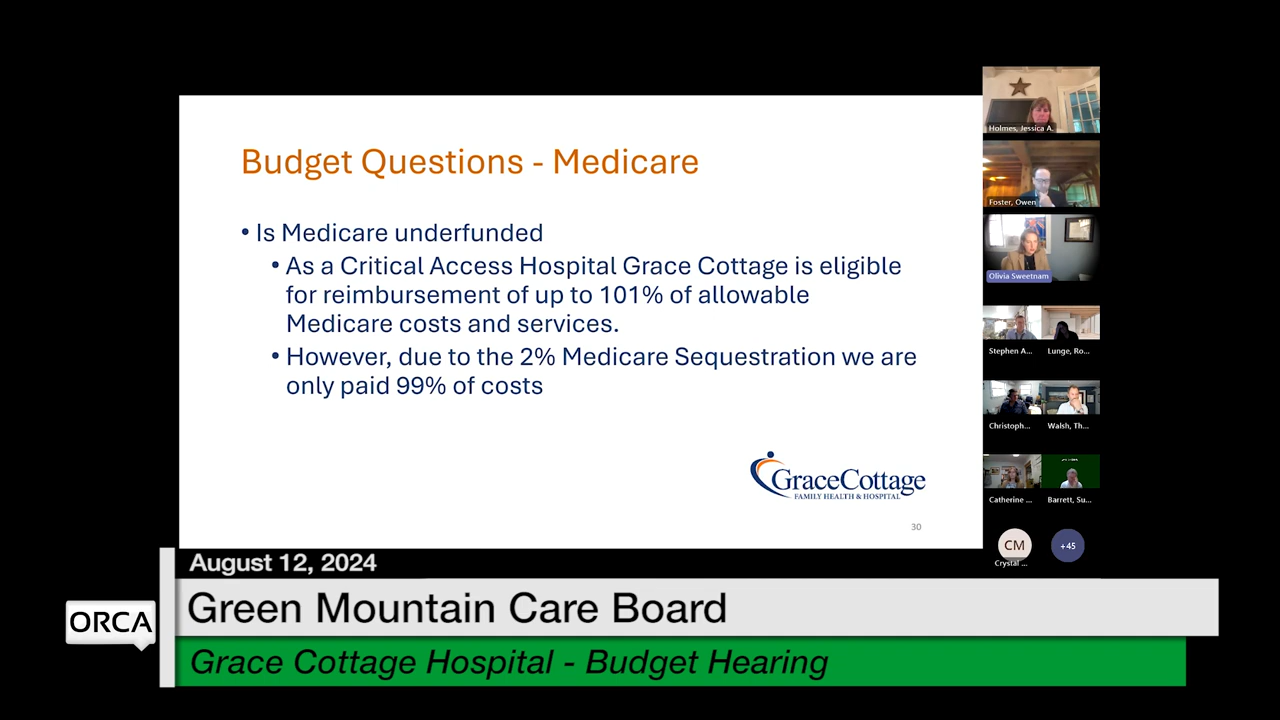 Budget Questions - Medicare
• Is Medicare underfunded
• As a Critical Access Hospital Grace Cottage is eligible
for reimbursement of up to 101% of allowable
Medicare costs and services.
• However, due to the 2% Medicare Sequestration we are
only paid 99% of costs
GraceCottage
FAMILY HEALTH & HOSPITAL
30
Holmes, Jessica A.
Foster, Owen
Olivia Sweetnam
Stephen A...
Lunge, Ro...
Christoph...
Walsh, Th...
Catherine ...
Barrett, Su...
CM
+45
Crystal ...
August 12, 2024
ORCA
Green Mountain Care Board
Grace Cottage Hospital - Budget Hearing